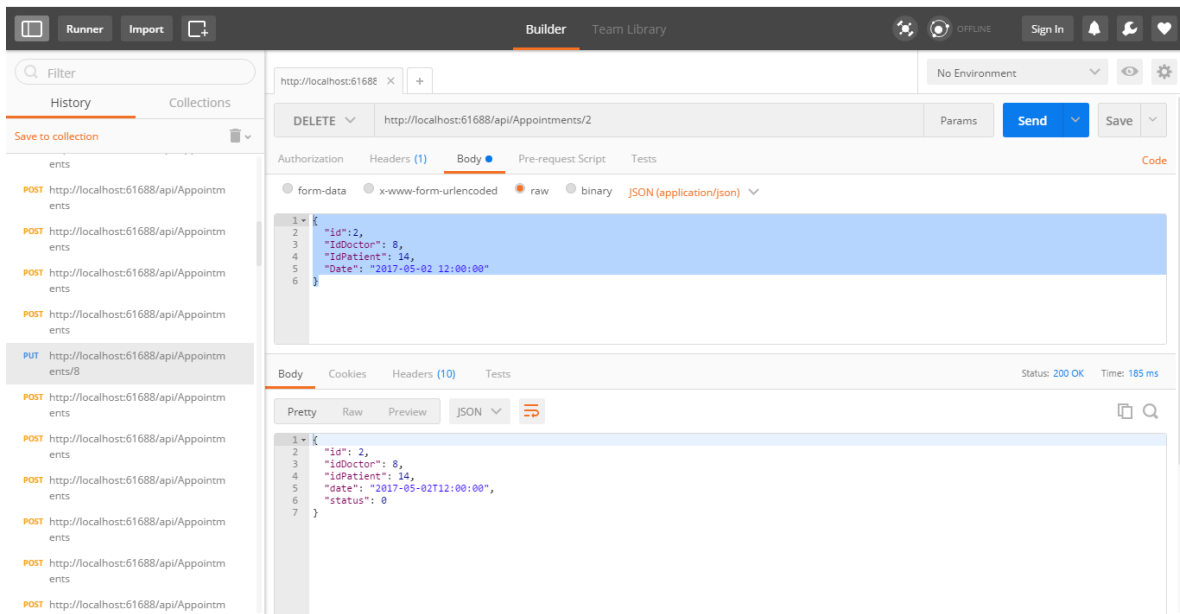 Runner Import Builder Team Library OFFLINE Sign In
Filter
History Collections
Save to collection
ents
POST http://localhost:61688/api/Appointm
ents
POST http://localhost:61688/api/Appointm
ents
POST http://localhost:61688/api/Appointm
ents
POST http://localhost:61688/api/Appointm
ents
PUT http://localhost:61688/api/Appointm
ents/8
POST http://localhost:61688/api/Appointm
ents
POST http://localhost:61688/api/Appointm
ents
POST http://localhost:61688/api/Appointm
ents
POST http://localhost:61688/api/Appointm
ents
POST http://localhost:61688/api/Appointm
ents
POST http://localhost:61688/api/Appointm
http://localhost:6168 × +
No Environment
DELETE http://localhost:61688/api/Appointments/2 Params Send Save
Authorization Headers (1) Body Pre-request Script Tests Code
form-data x-www-form-urlencoded raw binary JSON (application/json)
1 {
2 "id":2,
3 "IdDoctor": 8,
4 "IdPatient": 14,
5 "Date": "2017-05-02 12:00:00"
6 }
Body Cookies Headers (10) Tests Status: 200 OK Time: 185 ms
Pretty Raw Preview JSON
1 {
2 "id": 2,
3 "idDoctor": 8,
4 "idPatient": 14,
5 "date": "2017-05-02T12:00:00",
6 "status": 0
7 }